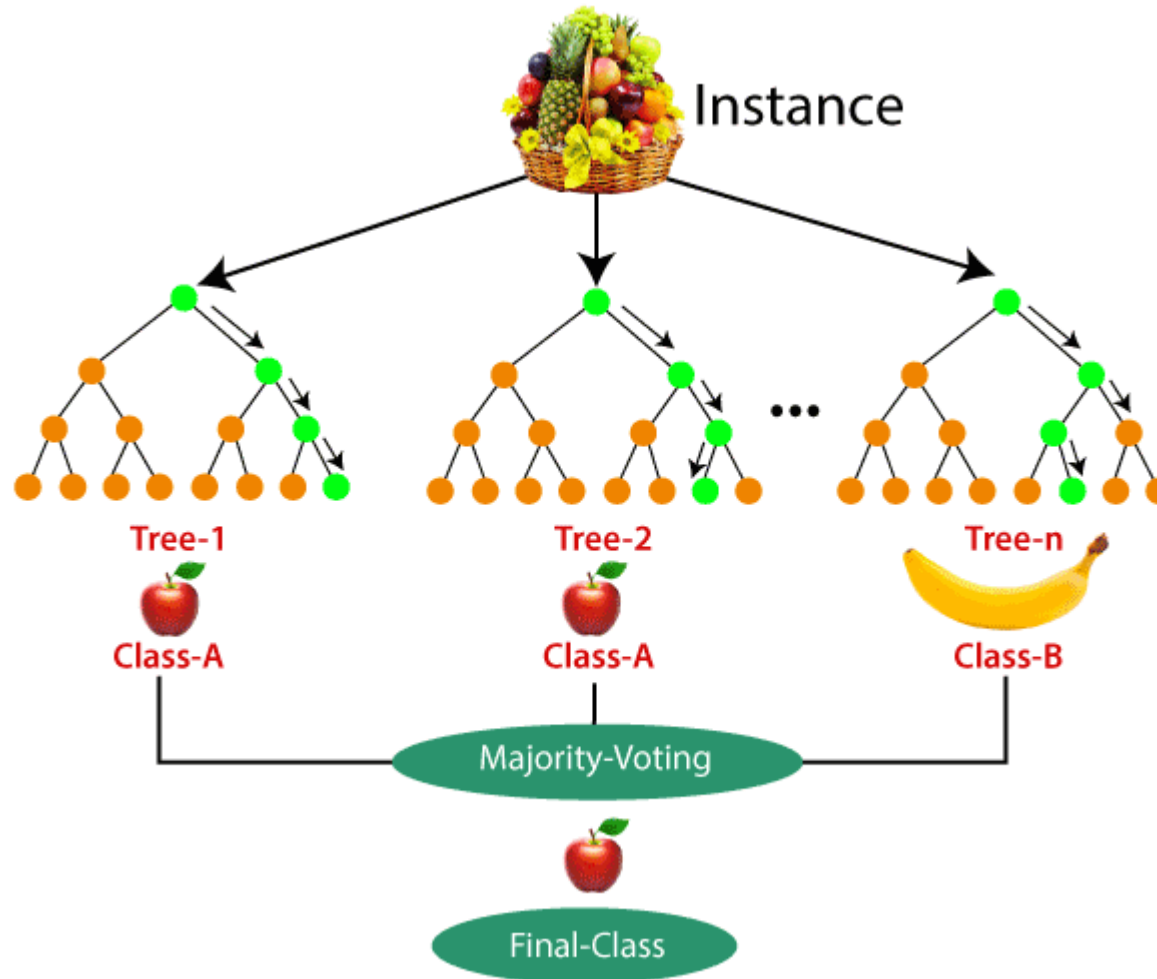 Instance
...
Tree-1
Tree-2
Tree-n
Class-A
Class-A
Class-B
Majority-Voting
Final-Class